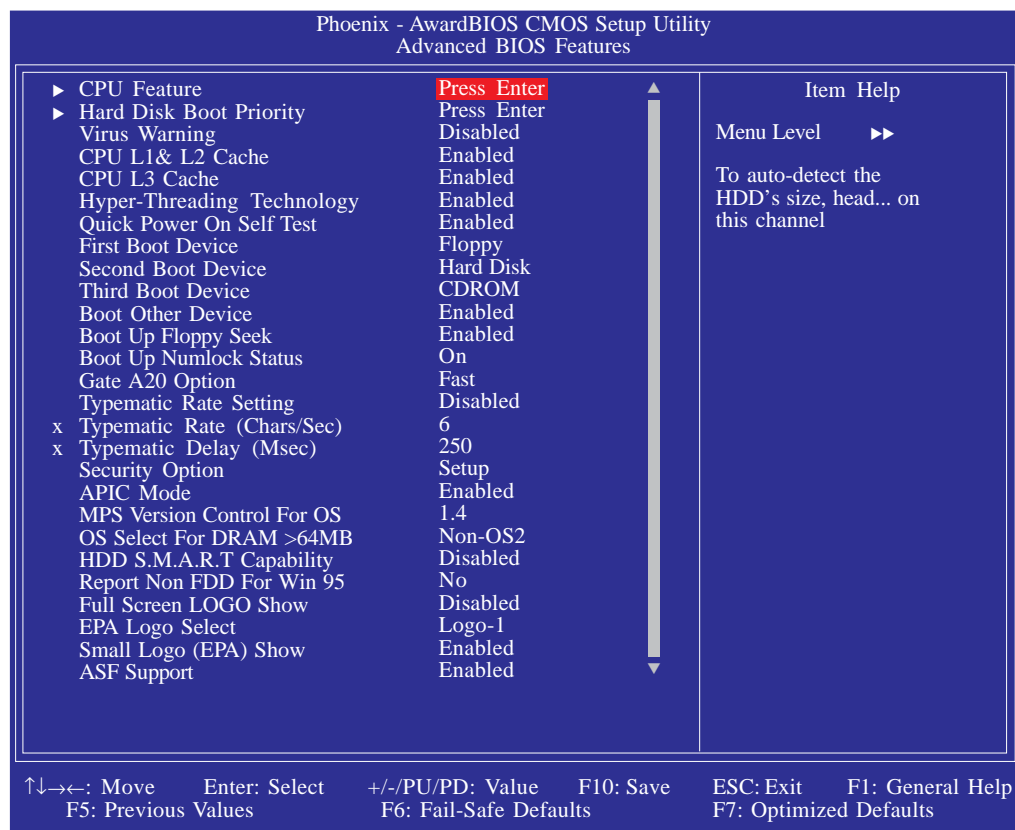 Phoenix - AwardBIOS CMOS Setup Utility
Advanced BIOS Features
▶ CPU Feature Press Enter ▲
▶ Hard Disk Boot Priority Press Enter
Virus Warning Disabled
CPU L1& L2 Cache Enabled
CPU L3 Cache Enabled
Hyper-Threading Technology Enabled
Quick Power On Self Test Enabled
First Boot Device Floppy
Second Boot Device Hard Disk
Third Boot Device CDROM
Boot Other Device Enabled
Boot Up Floppy Seek Enabled
Boot Up Numlock Status On
Gate A20 Option Fast
Typematic Rate Setting Disabled
x Typematic Rate (Chars/Sec) 6
x Typematic Delay (Msec) 250
Security Option Setup
APIC Mode Enabled
MPS Version Control For OS 1.4
OS Select For DRAM >64MB Non-OS2
HDD S.M.A.R.T Capability Disabled
Report Non FDD For Win 95 No
Full Screen LOGO Show Disabled
EPA Logo Select Logo-1
Small Logo (EPA) Show Enabled
ASF Support Enabled ▼
Item Help
Menu Level ▶▶
To auto-detect the
HDD's size, head... on
this channel
↑↓→←: Move Enter: Select +/-/PU/PD: Value F10: Save ESC: Exit F1: General Help
F5: Previous Values F6: Fail-Safe Defaults F7: Optimized Defaults